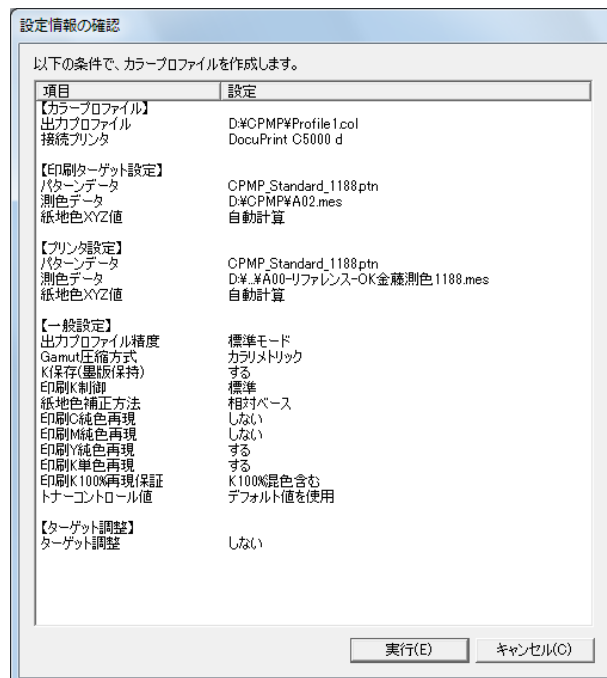 設定情報の確認
以下の条件で、カラープロファイルを作成します。
項目 設定
【カラープロファイル】
出力プロファイル D:¥CPMP¥Profile1.col
接続プリンタ DocuPrint C5000 d
【印刷ターゲット設定】
パターンデータ CPMP_Standard_1188.ptn
測色データ D:¥CPMP¥A02.mes
紙地色XYZ値 自動計算
【プリンタ設定】
パターンデータ CPMP_Standard_1188.ptn
測色データ D:¥..¥A00-リファレンス-OK金藤測色1188.mes
紙地色XYZ値 自動計算
【一般設定】
出力プロファイル精度 標準モード
Gamut圧縮方式 カラリメトリック
K保存(墨版保持) する
印刷K制御 標準
紙地色補正方法 相対ベース
印刷C純色再現 しない
印刷M純色再現 しない
印刷Y純色再現 する
印刷K単色再現 する
印刷K100%再現保証 K100%混色含む
トナーコントロール値 デフォルト値を使用
【ターゲット調整】
ターゲット調整 しない
実行(E) キャンセル(C)